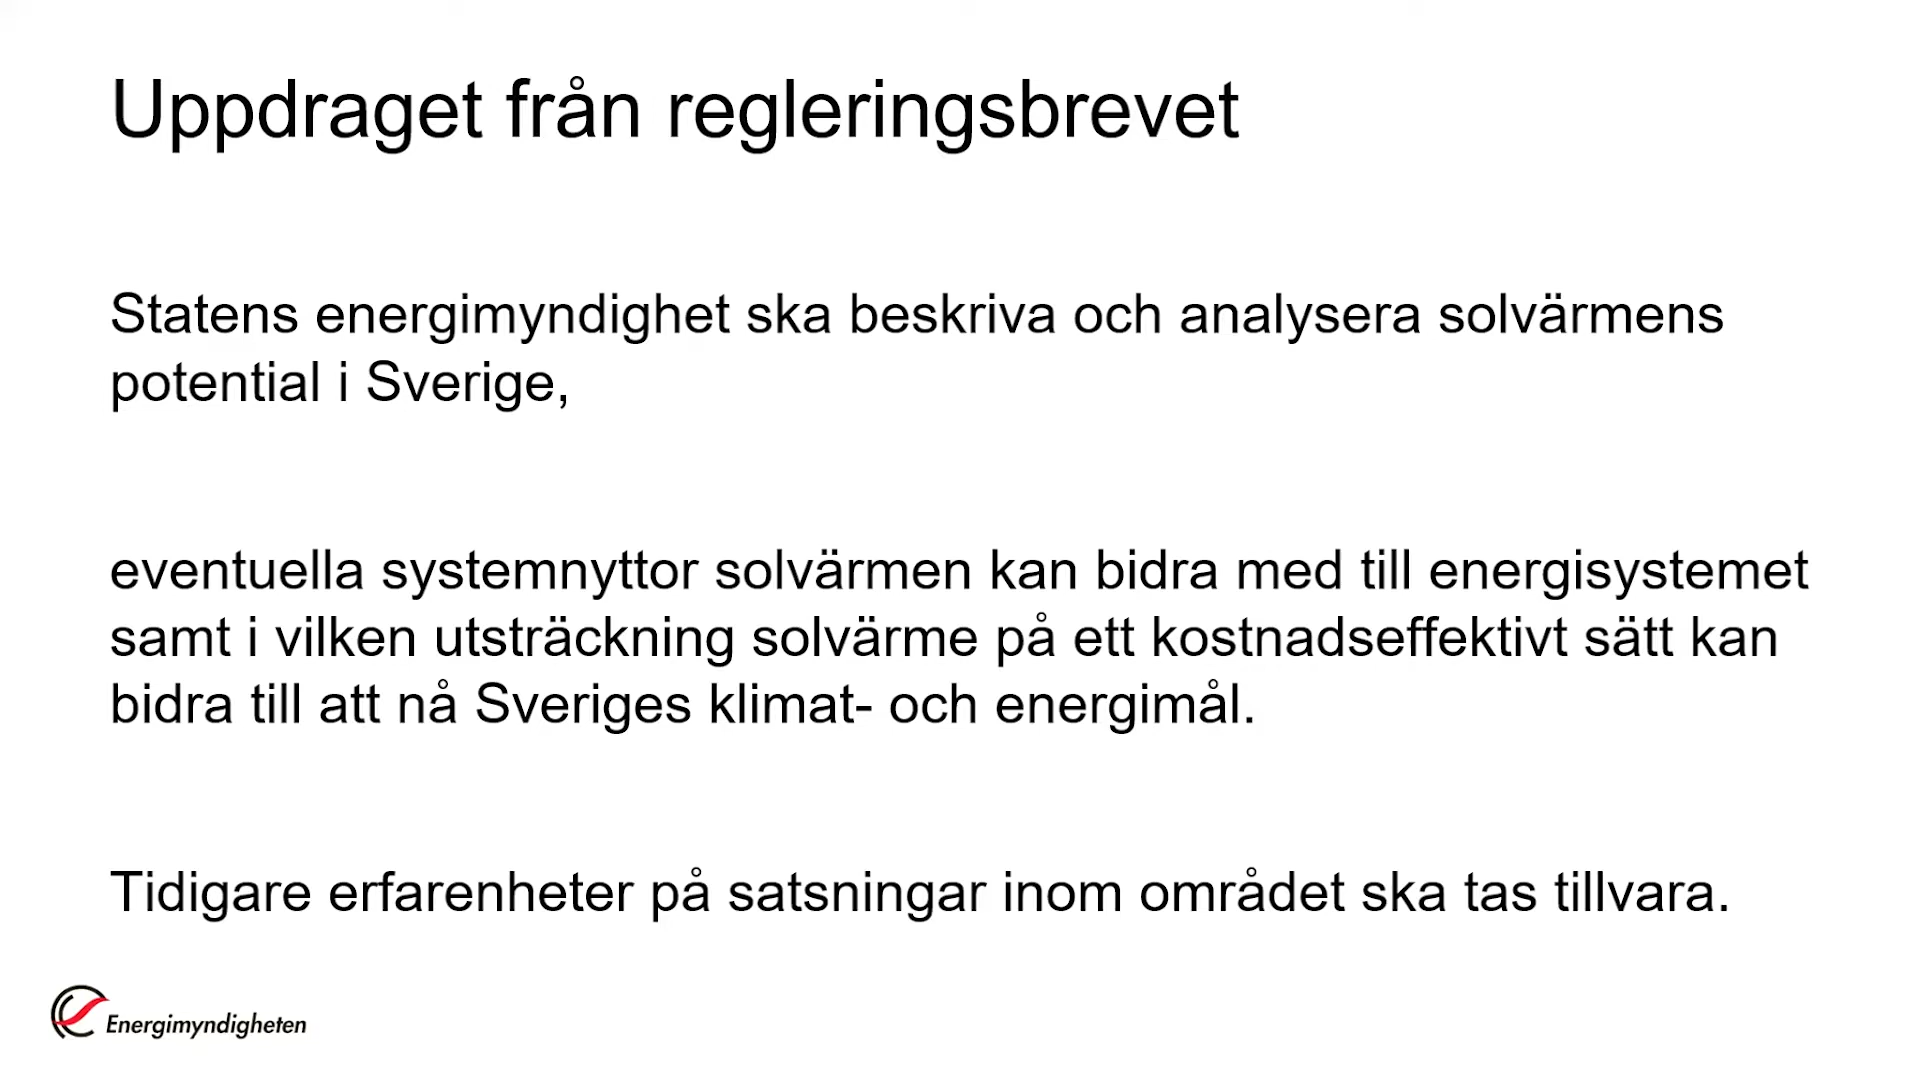 Uppdraget från regleringsbrevet
Statens energimyndighet ska beskriva och analysera solvärmens
potential i Sverige,
eventuella systemnyttor solvärmen kan bidra med till energisystemet
samt i vilken utsträckning solvärme på ett kostnadseffektivt sätt kan
bidra till att nå Sveriges klimat- och energimål.
Tidigare erfarenheter på satsningar inom området ska tas tillvara.
Energimyndigheten